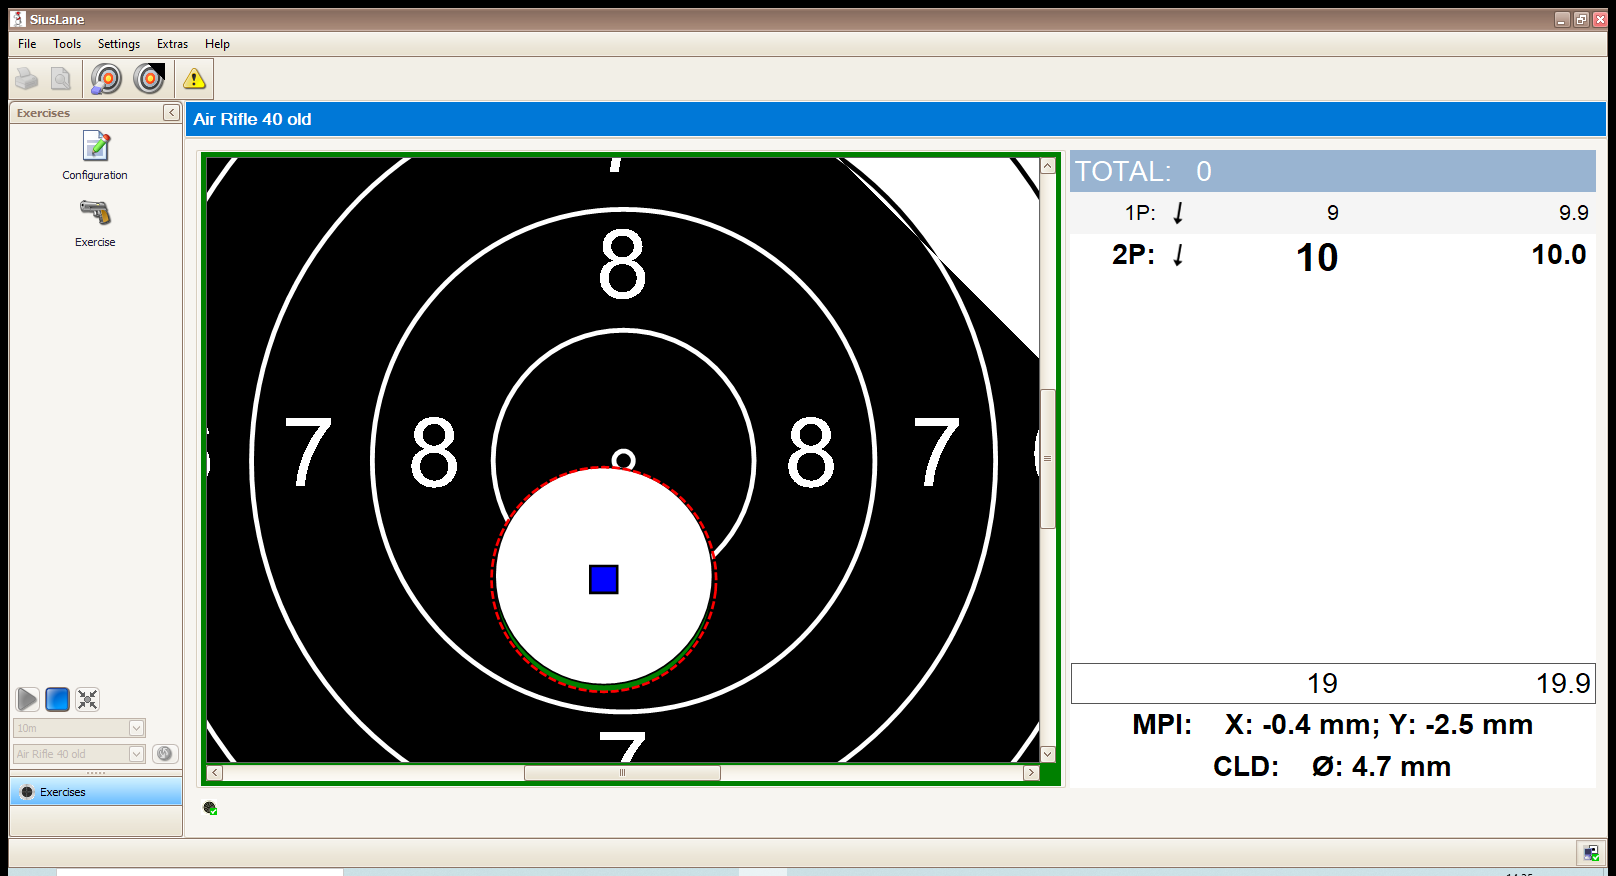 SiusLane
File Tools Settings Extras Help
Exercises
Air Rifle 40 old
Configuration
Exercise
7
8
7 8 8 7
7
TOTAL: 0
1P: 9 9.9
2P: 10 10.0
19 19.9
MPI: X: -0.4 mm; Y: -2.5 mm
CLD: Ø: 4.7 mm
10m
Air Rifle 40 old
Exercises